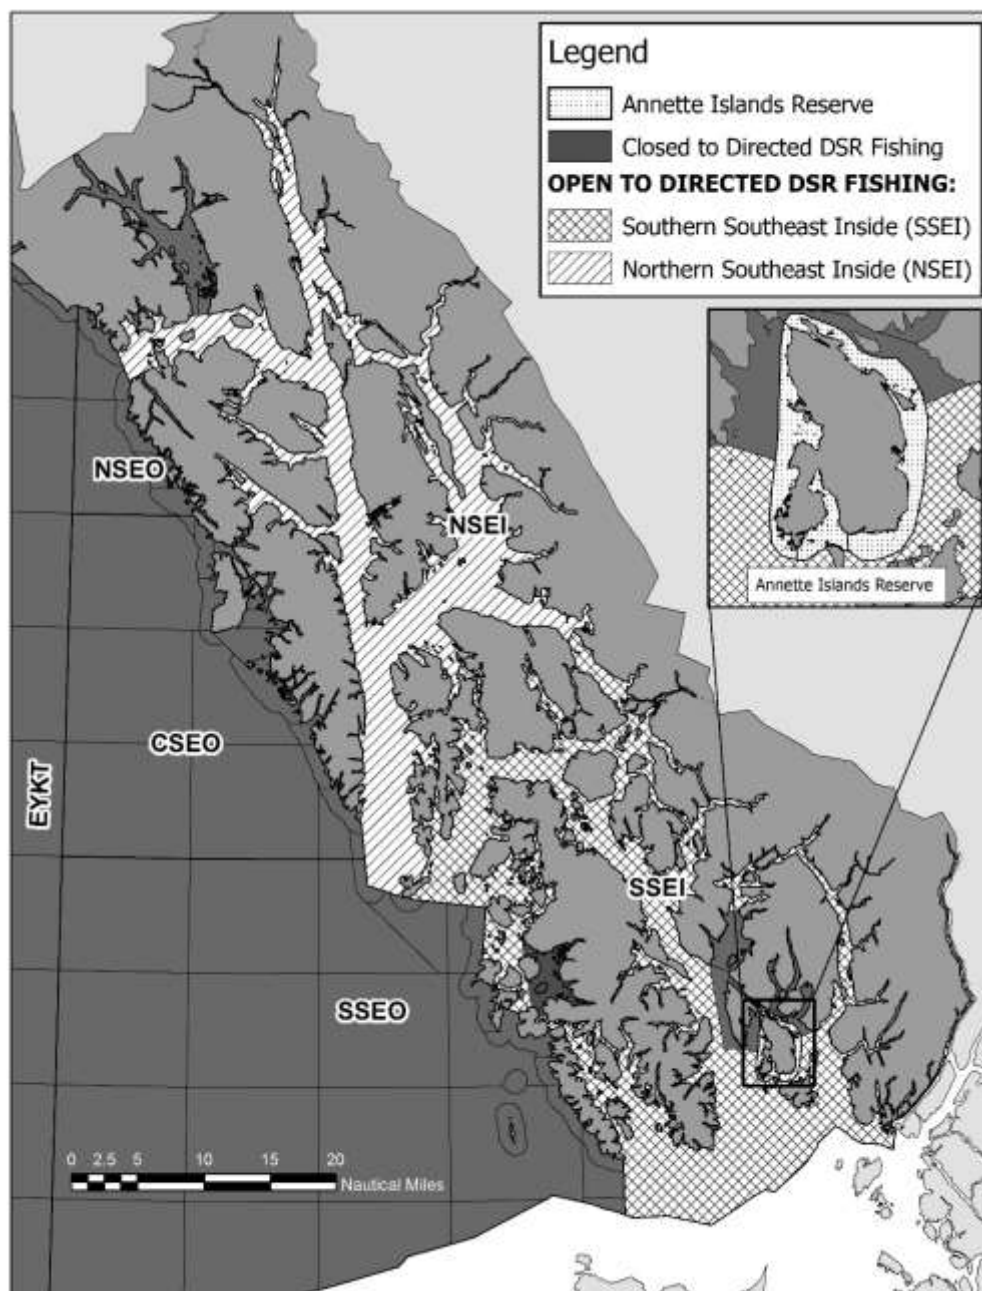 Legend
Annette Islands Reserve
Closed to Directed DSR Fishing
OPEN TO DIRECTED DSR FISHING:
Southern Southeast Inside (SSEI)
Northern Southeast Inside (NSEI)
NSEO
NSEI
Annette Islands Reserve
CSEO
EYKT
SSEI
SSEO
0 2.5 5 10 15 20
Nautical Miles